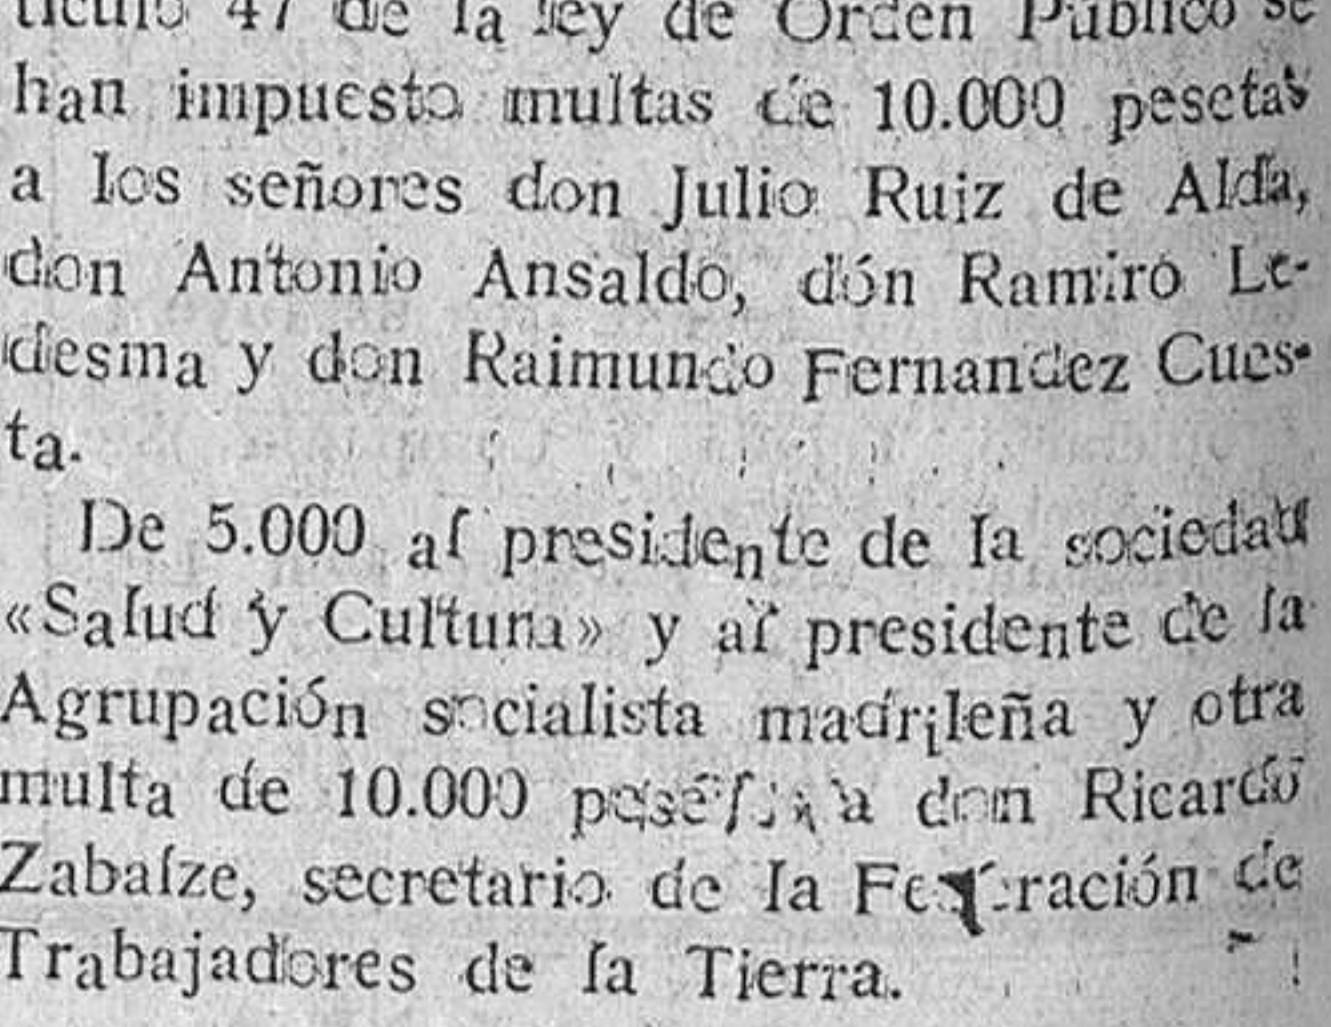 tículo 47 de la ley de Orden Público se
han impuesto multas de 10.000 pesetas
a los señores don Julio Ruiz de Alda,
don Antonio Ansaldo, don Ramiro Le-
desma y don Raimundo Fernandez Cues-
ta.
De 5.000 al presidente de la sociedad
«Salud y Cultura» y al presidente de la
Agrupación socialista madrileña y otra
multa de 10.000 pesetas a don Ricardo
Zabalze, secretario de la Federación de
Trabajadores de la Tierra.